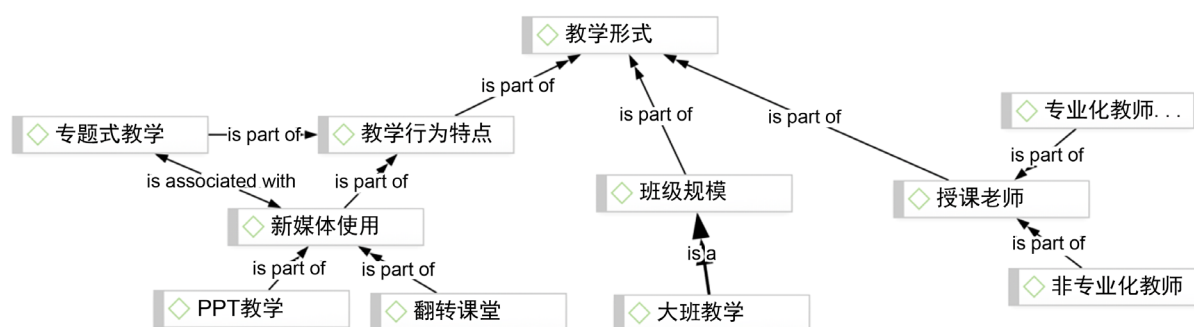 教学形式
is part of
专业化教师...
is part of
is part of
专题式教学
is part of
教学行为特点
is part of
is associated with
is part of
班级规模
授课老师
新媒体使用
is part of
is a
is part of
is part of
非专业化教师
PPT教学
翻转课堂
大班教学